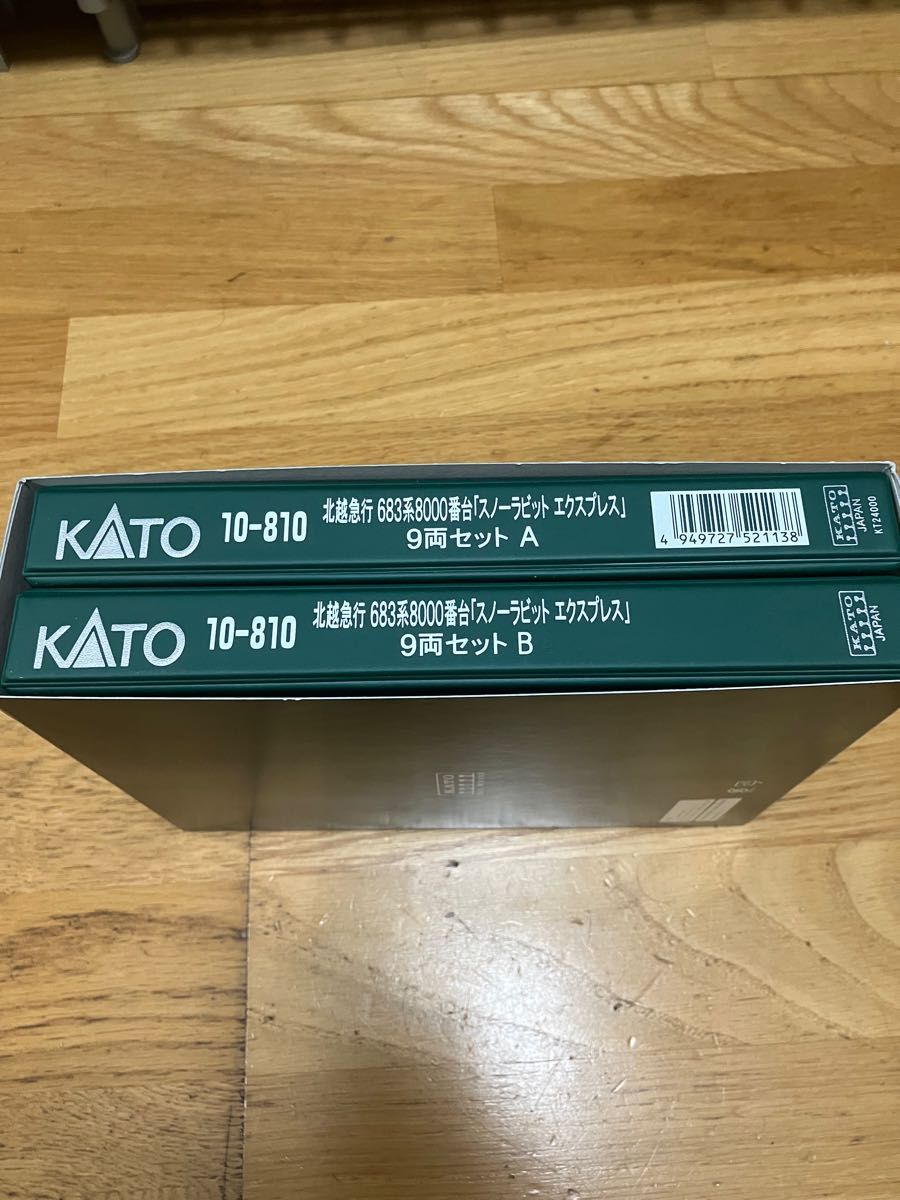 KATO 10-810 北越急行 683系8000番台「スノーラビット エクスプレス」
9両セット A
4 949727 521138
KATO
JAPAN
KT24000
KATO 10-810 北越急行 683系8000番台「スノーラビット エクスプレス」
9両セット B
KATO
JAPAN
KATO